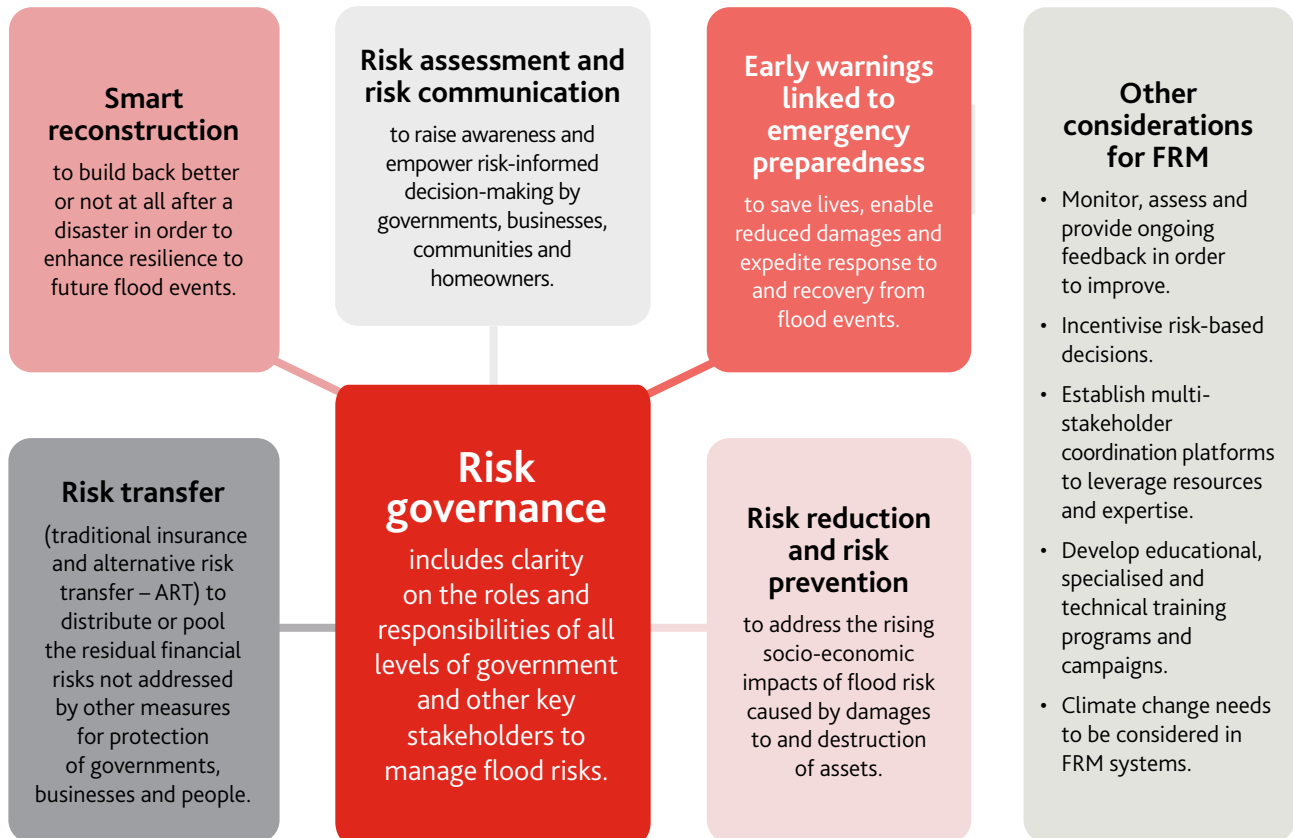 Smart
reconstruction
to build back better
or not at all after a
disaster in order to
enhance resilience to
future flood events.
Risk assessment and
risk communication
to raise awareness and
empower risk-informed
decision-making by
governments, businesses,
communities and
homeowners.
Early warnings
linked to
emergency
preparedness
to save lives, enable
reduced damages and
expedite response to
and recovery from
flood events.
Risk transfer
(traditional insurance
and alternative risk
transfer – ART) to
distribute or pool
the residual financial
risks not addressed
by other measures
for protection
of governments,
businesses and people.
Risk
governance
includes clarity
on the roles and
responsibilities of all
levels of government
and other key
stakeholders to
manage flood risks.
Risk reduction
and risk
prevention
to address the rising
socio-economic
impacts of flood risk
caused by damages
to and destruction
of assets.
Other
considerations
for FRM
• Monitor, assess and
provide ongoing
feedback in order
to improve.
• Incentivise risk-based
decisions.
• Establish multi-
stakeholder
coordination platforms
to leverage resources
and expertise.
• Develop educational,
specialised and
technical training
programs and
campaigns.
• Climate change needs
to be considered in
FRM systems.